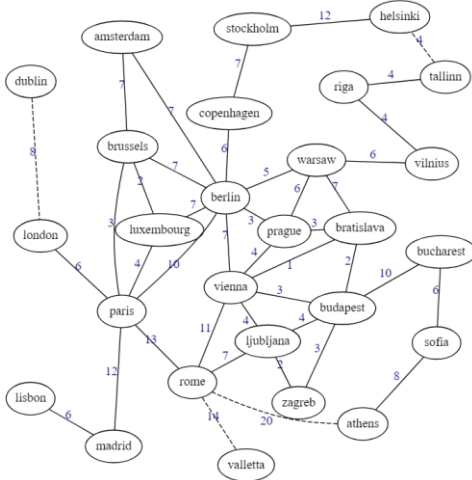 12
helsinki
stockholm
amsterdam
4
7
dublin
tallinn
4
riga
7
7
copenhagen
4
brussels
6
8
warsaw
7
5
6
vilnius
2
berlin
6
7
7
3
london
3
luxembourg
7
prague
3
bratislava
4
10
4
1
2
bucharest
6
10
vienna
3
6
paris
budapest
11
4
4
sofia
13
ljubljana
3
7
2
12
8
rome
lisbon
zagreb
6
14
20
athens
madrid
valletta